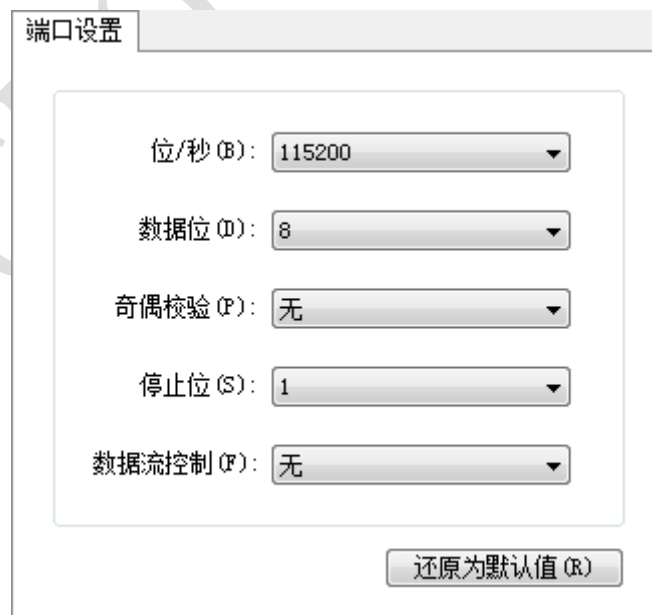 端口设置
位/秒(B): 115200
数据位(D): 8
奇偶校验(P): 无
停止位(S): 1
数据流控制(F): 无
还原为默认值(R)